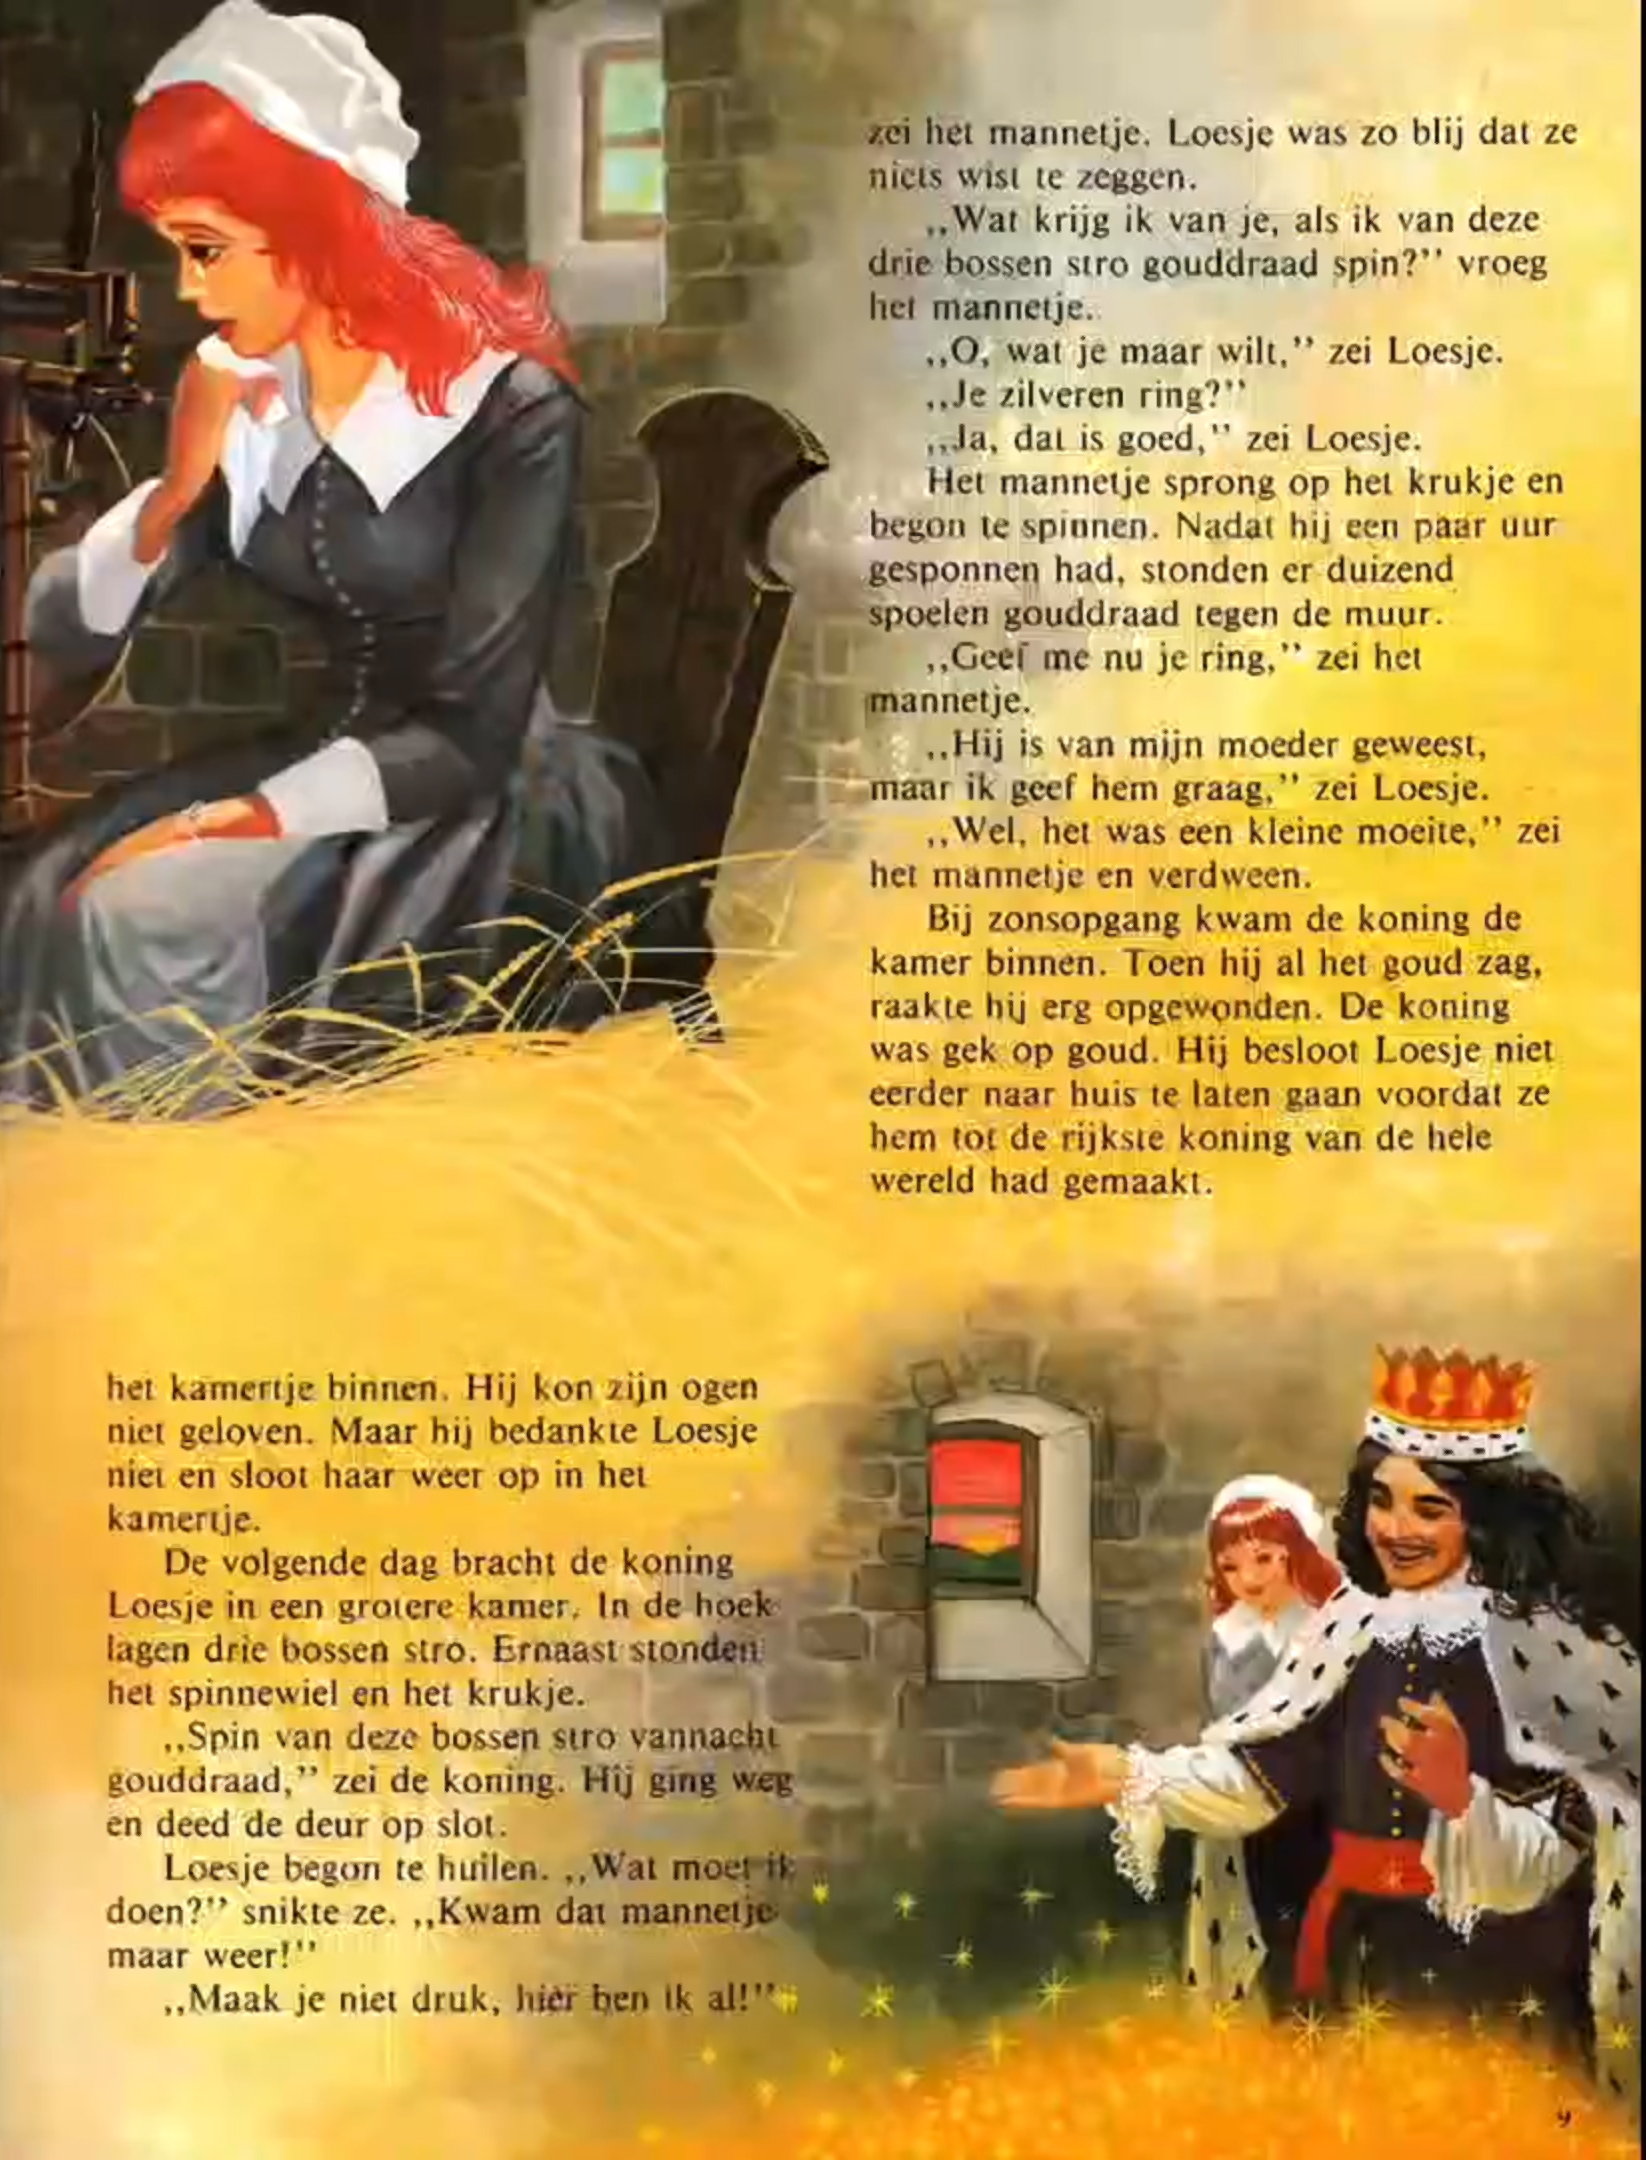 het kamertje binnen. Hij kon zijn ogen
niet geloven. Maar hij bedankte Loesje
niet en sloot haar weer op in het
kamertje.
De volgende dag bracht de koning
Loesje in een grotere kamer. In de hoek
lagen drie bossen stro. Ernaast stonden
het spinnewiel en het krukje.
,,Spin van deze bossen stro vannacht
gouddraad,” zei de koning. Hij ging weg
en deed de deur op slot.
Loesje begon te huilen. ,,Wat moet ik
doen?” snikte ze. ,,Kwam dat mannetje
maar weer!”
,,Maak je niet druk, hier ben ik al!”
zei het mannetje. Loesje was zo blij dat ze
niets wist te zeggen.
,,Wat krijg ik van je, als ik van deze
drie bossen stro gouddraad spin?” vroeg
het mannetje.
,,O, wat je maar wilt,” zei Loesje.
,,Je zilveren ring?”
,,Ja, dat is goed,” zei Loesje.
Het mannetje sprong op het krukje en
begon te spinnen. Nadat hij een paar uur
gesponnen had, stonden er duizend
spoelen gouddraad tegen de muur.
,,Geef me nu je ring,” zei het
mannetje.
,,Hij is van mijn moeder geweest,
maar ik geef hem graag,” zei Loesje.
,,Wel, het was een kleine moeite,” zei
het mannetje en verdween.
Bij zonsopgang kwam de koning de
kamer binnen. Toen hij al het goud zag,
raakte hij erg opgewonden. De koning
was gek op goud. Hij besloot Loesje niet
eerder naar huis te laten gaan voordat ze
hem tot de rijkste koning van de hele
wereld had gemaakt.
9